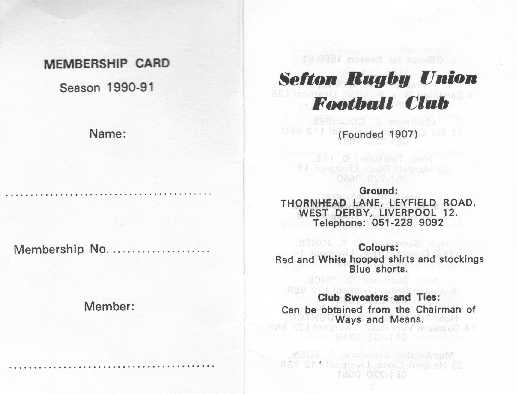 MEMBERSHIP CARD
Season 1990-91
Name:
Membership No. ...................
Member:
Sefton Rugby Union
Football Club
(Founded 1907)
Ground:
THORNHEAD LANE, LEYFIELD ROAD,
WEST DERBY, LIVERPOOL 12.
Telephone: 051-228 9092
Colours:
Red and White hooped shirts and stockings
Blue shorts.
Club Sweaters and Ties:
Can be obtained from the Chairman of
Ways and Means.